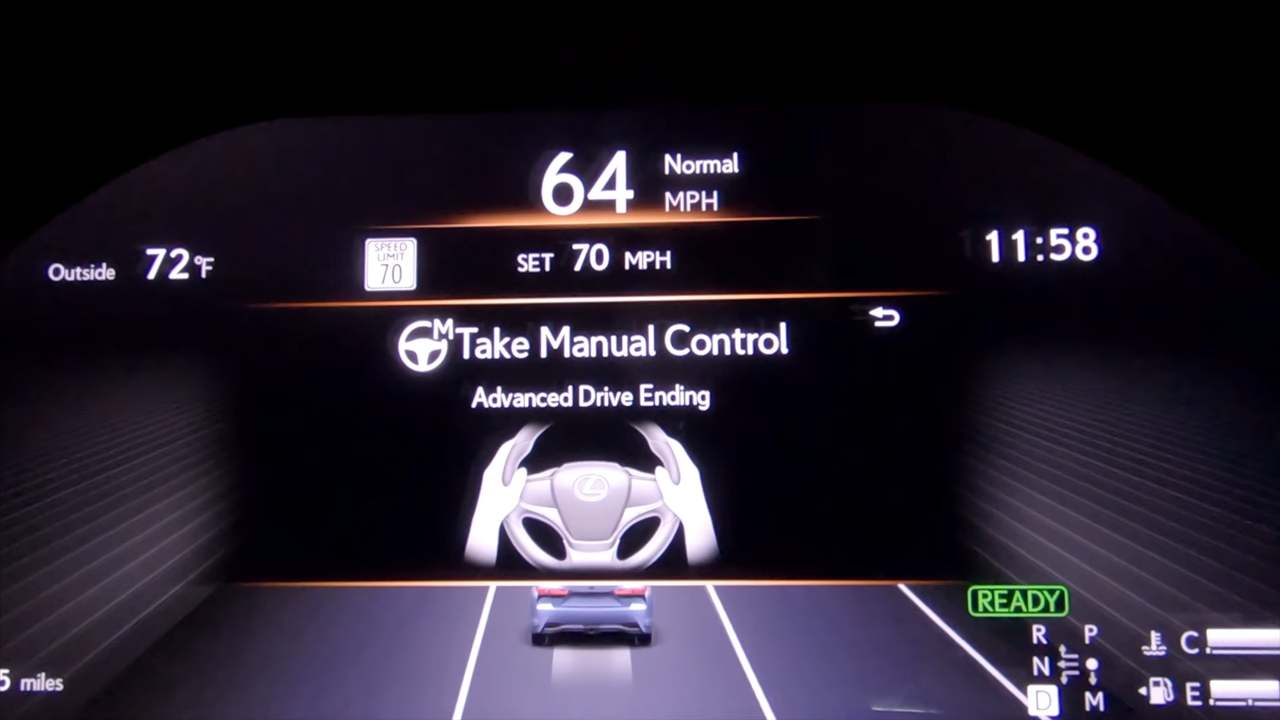 64 Normal
MPH
Outside 72°F
SPEED
LIMIT
70
SET 70 MPH
11:58
M Take Manual Control
Advanced Drive Ending
READY
R P
N
D M
C
E
5 miles